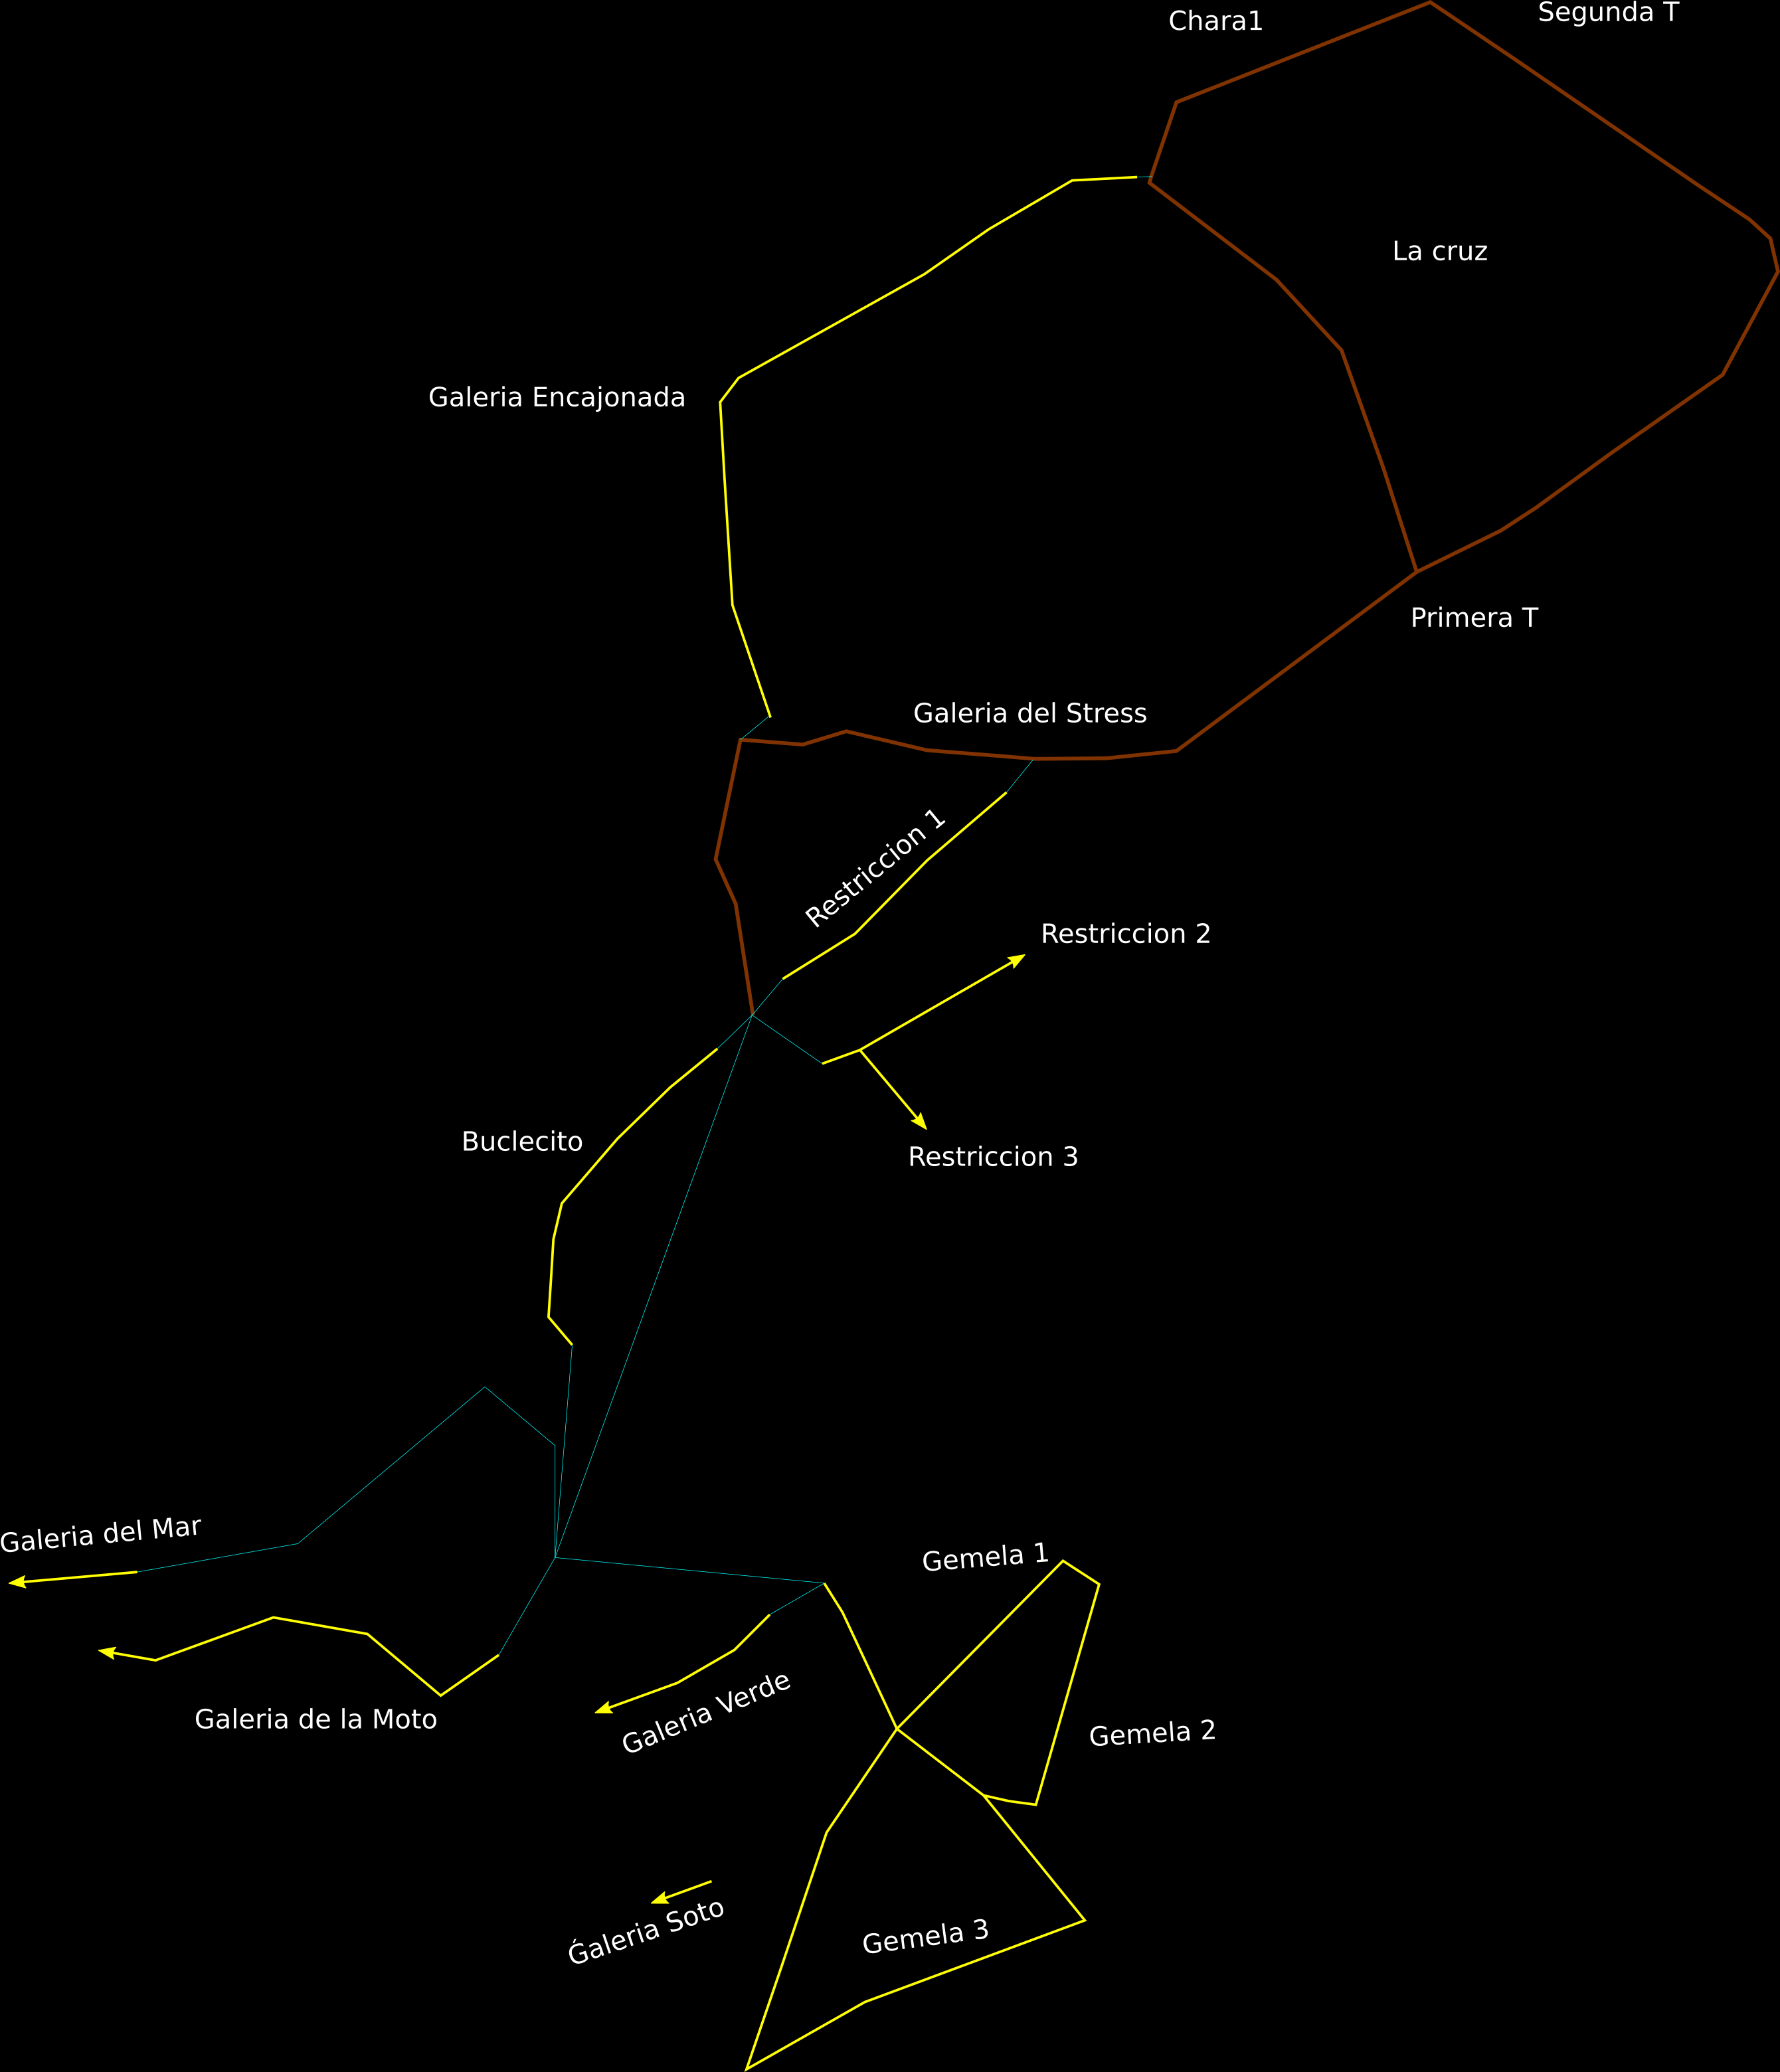 Chara1
Segunda T
La cruz
Galeria Encajonada
Primera T
Galeria del Stress
Restriccion 1
Restriccion 2
Buclecito
Restriccion 3
Galeria del Mar
Gemela 1
Galeria Verde
Galeria de la Moto
Gemela 2
Ǵaleria Soto
Gemela 3